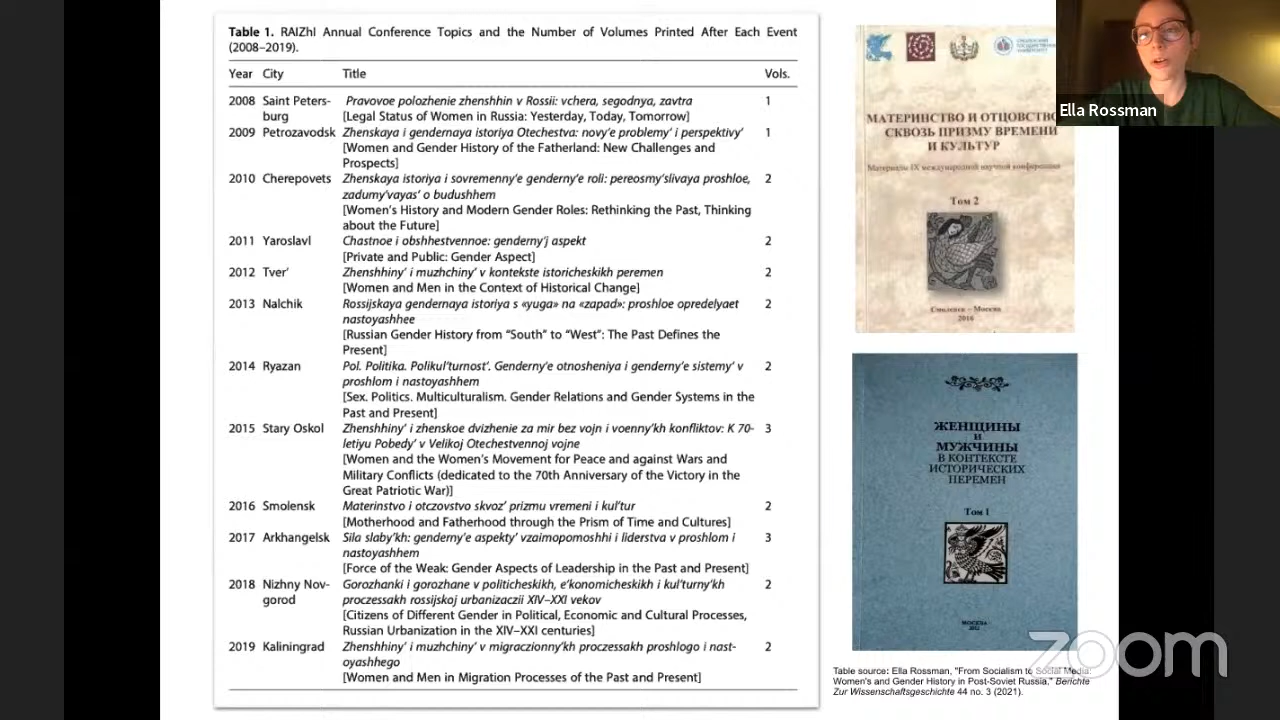 Table 1. RAIZhI Annual Conference Topics and the Number of Volumes Printed After Each Event
(2008–2019).
Year City Title Vols.
2008 Saint Peters- Pravovoe polozhenie zhenshhin v Rossii: vchera, segodnya, zavtra 1
burg [Legal Status of Women in Russia: Yesterday, Today, Tomorrow]
2009 Petrozavodsk Zhenskaya i gendernaya istoriya Otechestva: novy'e problemy' i perspektivy' 1
[Women and Gender History of the Fatherland: New Challenges and
Prospects]
2010 Cherepovets Zhenskaya istoriya i sovremenny'e genderny'e roli: pereosmy'slivaya proshloe, 2
zadumy'vayas' o budushhem
[Women's History and Modern Gender Roles: Rethinking the Past, Thinking
about the Future]
2011 Yaroslavl Chastnoe i obshhestvennoe: genderny'j aspekt 2
[Private and Public: Gender Aspect]
2012 Tver' Zhenshhiny' i muzhchiny' v kontekste istoricheskikh peremen 2
[Women and Men in the Context of Historical Change]
2013 Nalchik Rossijskaya gendernaya istoriya s «yuga» na «zapad»: proshloe opredelyaet 2
nastoyashhee
[Russian Gender History from “South” to “West”: The Past Defines the
Present]
2014 Ryazan Pol. Politika. Polikul'turnost'. Genderny'e otnosheniya i genderny'e sistemy' v 2
proshlom i nastoyashhem
[Sex. Politics. Multiculturalism. Gender Relations and Gender Systems in the
Past and Present]
2015 Stary Oskol Zhenshhiny' i zhenskoe dvizhenie za mir bez vojn i voenny'kh konfliktov: K 70- 3
letiyu Pobedy' v Velikoj Otechestvennoj vojne
[Women and the Women's Movement for Peace and against Wars and
Military Conflicts (dedicated to the 70th Anniversary of the Victory in the
Great Patriotic War)]
2016 Smolensk Materinstvo i otczovstvo skvoz' prizmu vremeni i kul'tur 2
[Motherhood and Fatherhood through the Prism of Time and Cultures]
2017 Arkhangelsk Sila slaby'kh: genderny'e aspekty' vzaimopomoshhi i liderstva v proshlom i 3
nastoyashhem
[Force of the Weak: Gender Aspects of Leadership in the Past and Present]
2018 Nizhny Nov- Gorozhanki i gorozhane v politicheskikh, e'konomicheskikh i kul'turny'kh 2
gorod proczessakh rossijskoj urbanizaczii XIV–XXI vekov
[Citizens of Different Gender in Political, Economic and Cultural Processes,
Russian Urbanization in the XIV–XXI centuries]
2019 Kaliningrad Zhenshhiny' i muzhchiny' v migraczionny'kh proczessakh proshlogo i nast- 2
oyashhego
[Women and Men in Migration Processes of the Past and Present]
МАТЕРИНСТВО И ОТЦОВСТВО
СКВОЗЬ ПРИЗМУ ВРЕМЕНИ
И КУЛЬТУР
Материалы IX международной научной конференции
Том 2
Смоленск – Москва
2016
ЖЕНЩИНЫ
И
МУЖЧИНЫ
В КОНТЕКСТЕ
ИСТОРИЧЕСКИХ
ПЕРЕМЕН
Том 1
МОСКВА
2012
Table source: Ella Rossman, "From Socialism to Social Media:
Women's and Gender History in Post-Soviet Russia," Berichte
Zur Wissenschaftsgeschichte 44 no. 3 (2021).
Ella Rossman
zoom